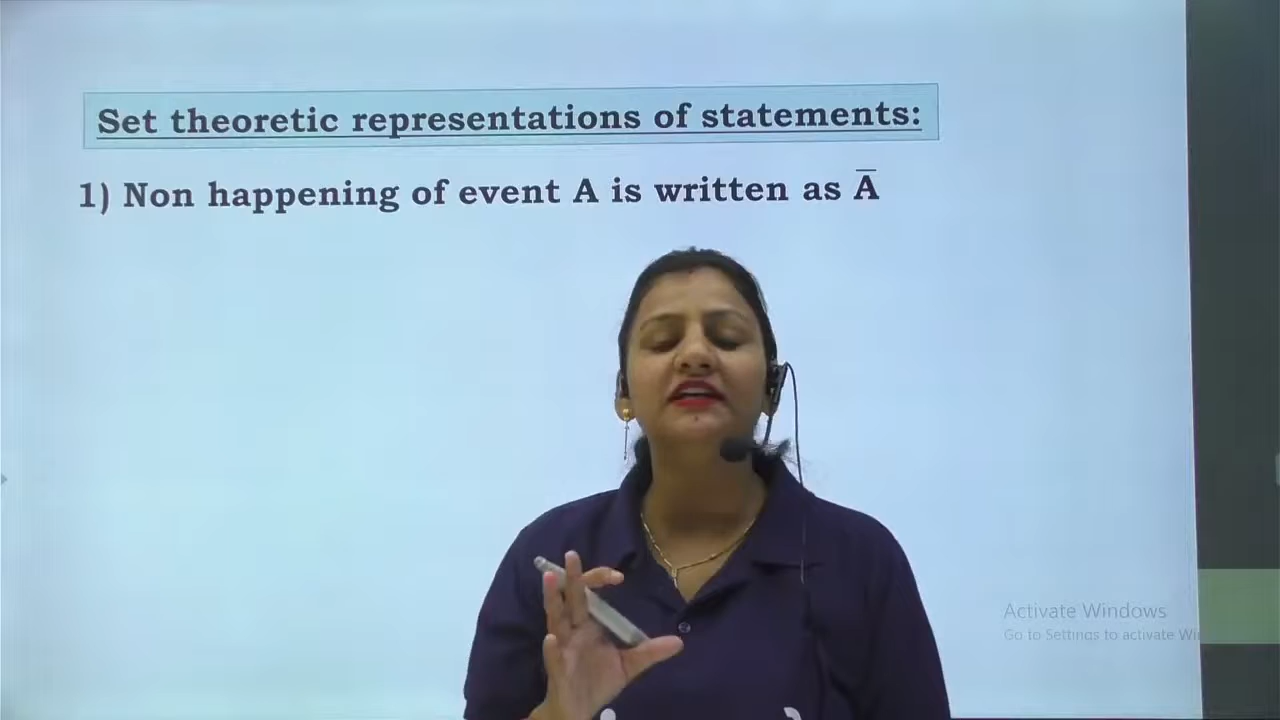 Set theoretic representations of statements:
1) Non happening of event A is written as A̅
Activate Windows
Go to Settings to activate Wi